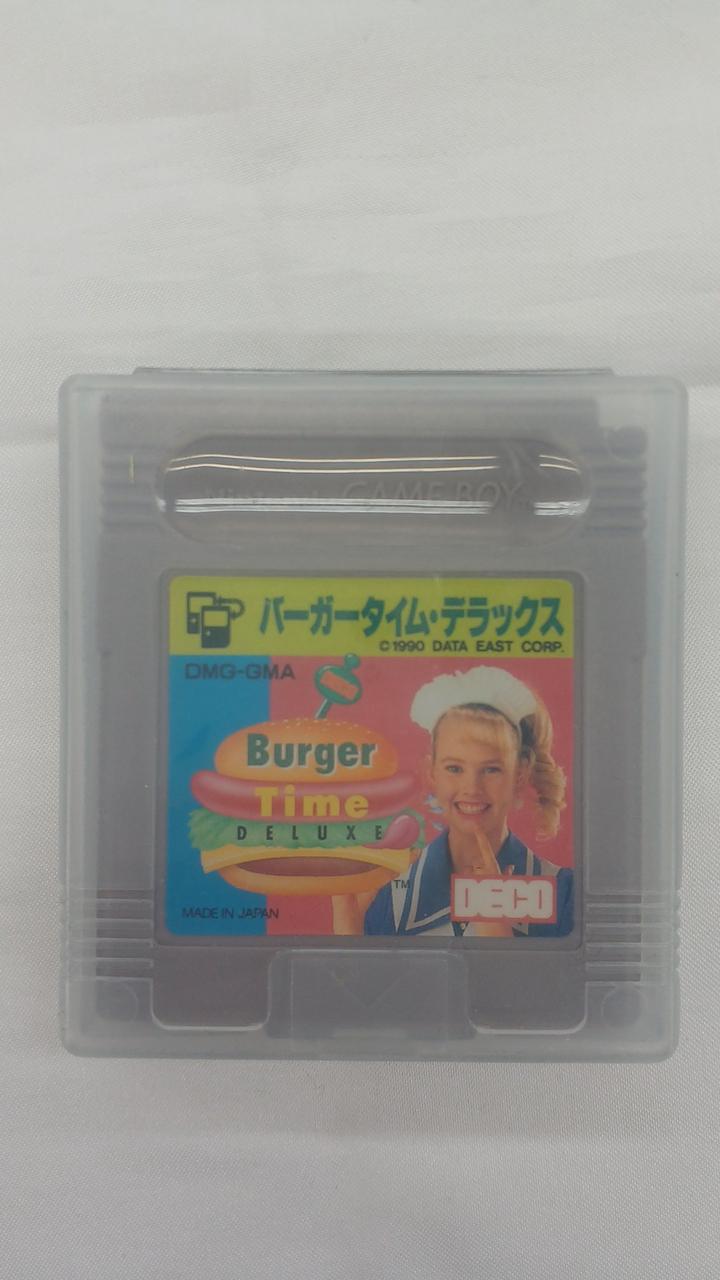 Nintendo GAME BOY
バーガータイム・デラックス
©1990 DATA EAST CORP.
DMG-GMA
Burger
Time
DELUXE
TM
DECO
MADE IN JAPAN